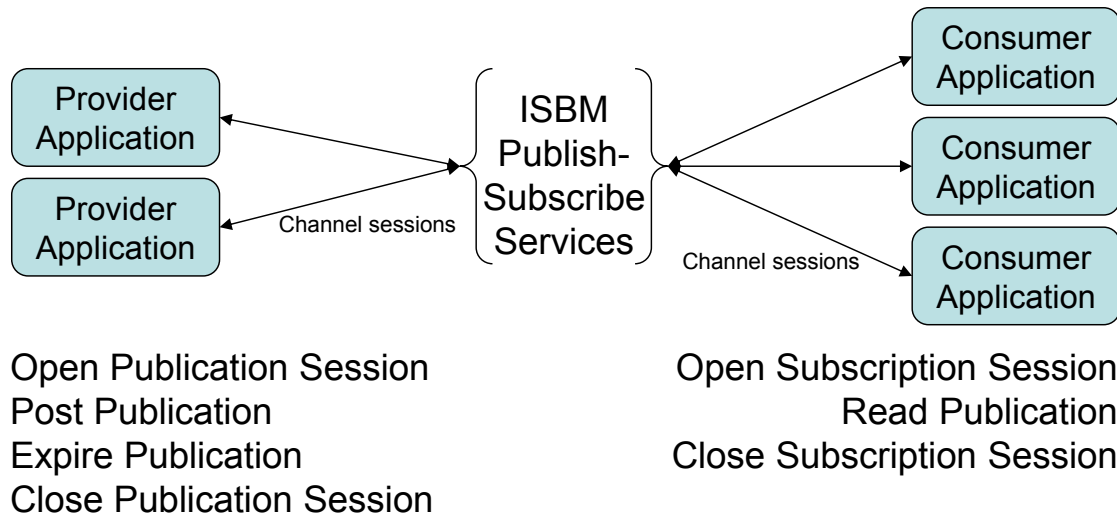 Provider
Application
Provider
Application
Channel sessions
ISBM
Publish-
Subscribe
Services
Channel sessions
Consumer
Application
Consumer
Application
Consumer
Application
Open Publication Session
Post Publication
Expire Publication
Close Publication Session
Open Subscription Session
Read Publication
Close Subscription Session